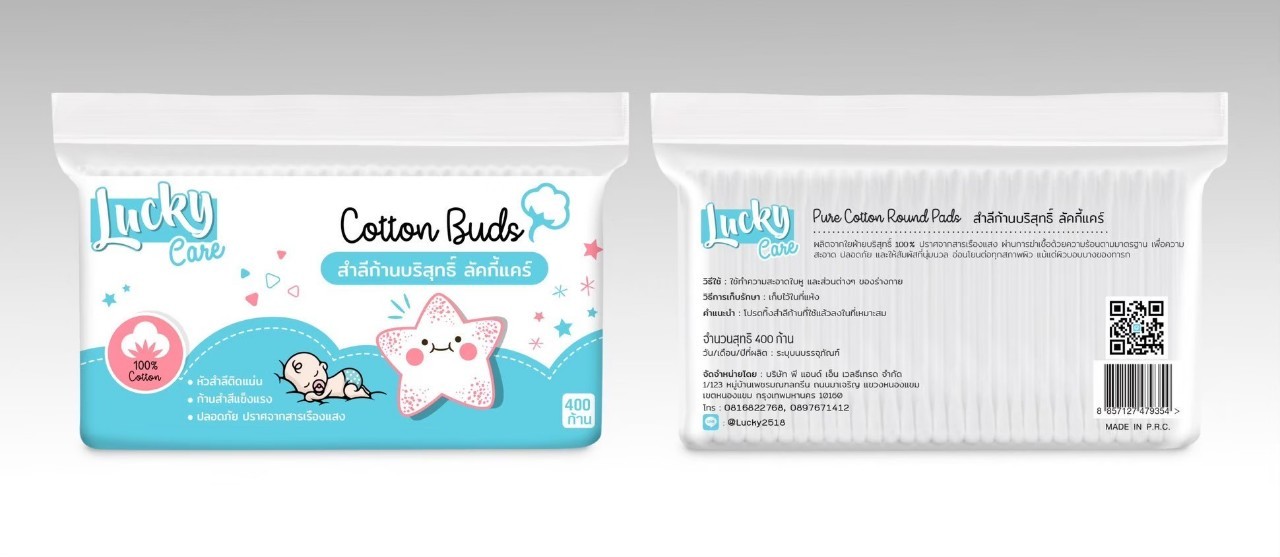 Lucky
Care
Cotton Buds
สำลีก้านบริสุทธิ์ ลัคกี้แคร์
100%
Cotton
• หัวสำลีติดแน่น
• ก้านสำลีแข็งแรง
• ปลอดภัย ปราศจากสารเรืองแสง
400
ก้าน
Lucky
Care
Pure Cotton Round Pads สำลีก้านบริสุทธิ์ ลัคกี้แคร์
ผลิตจากใยฝ้ายบริสุทธิ์ 100% ปราศจากสารเรืองแสง ผ่านการฆ่าเชื้อด้วยความร้อนตามมาตรฐาน เพื่อความ
สะอาด ปลอดภัย และให้สัมผัสที่นุ่มนวล อ่อนโยนต่อทุกสภาพผิว แม้แต่ผิวบอบบางของทารก
วิธีใช้ : ใช้ทำความสะอาดใบหู และส่วนต่างๆ ของร่างกาย
วิธีการเก็บรักษา : เก็บไว้ในที่แห้ง
คำแนะนำ : โปรดทิ้งสำลีก้านที่ใช้แล้วลงในที่เหมาะสม
จำนวนสุทธิ 400 ก้าน
วัน/เดือน/ปีที่ผลิต : ระบุบนบรรจุภัณฑ์
จัดจำหน่ายโดย : บริษัท พี แอนด์ เอ็น เวลธ์เทรด จำกัด
1/123 หมู่บ้านเพชรมณฑลกรีน ถนนมาเจริญ แขวงหนองแขม
เขตหนองแขม กรุงเทพมหานคร 10160
โทร : 0816822768, 0897671412
: @Lucky2518
8 857127 479354 >
MADE IN P.R.C.